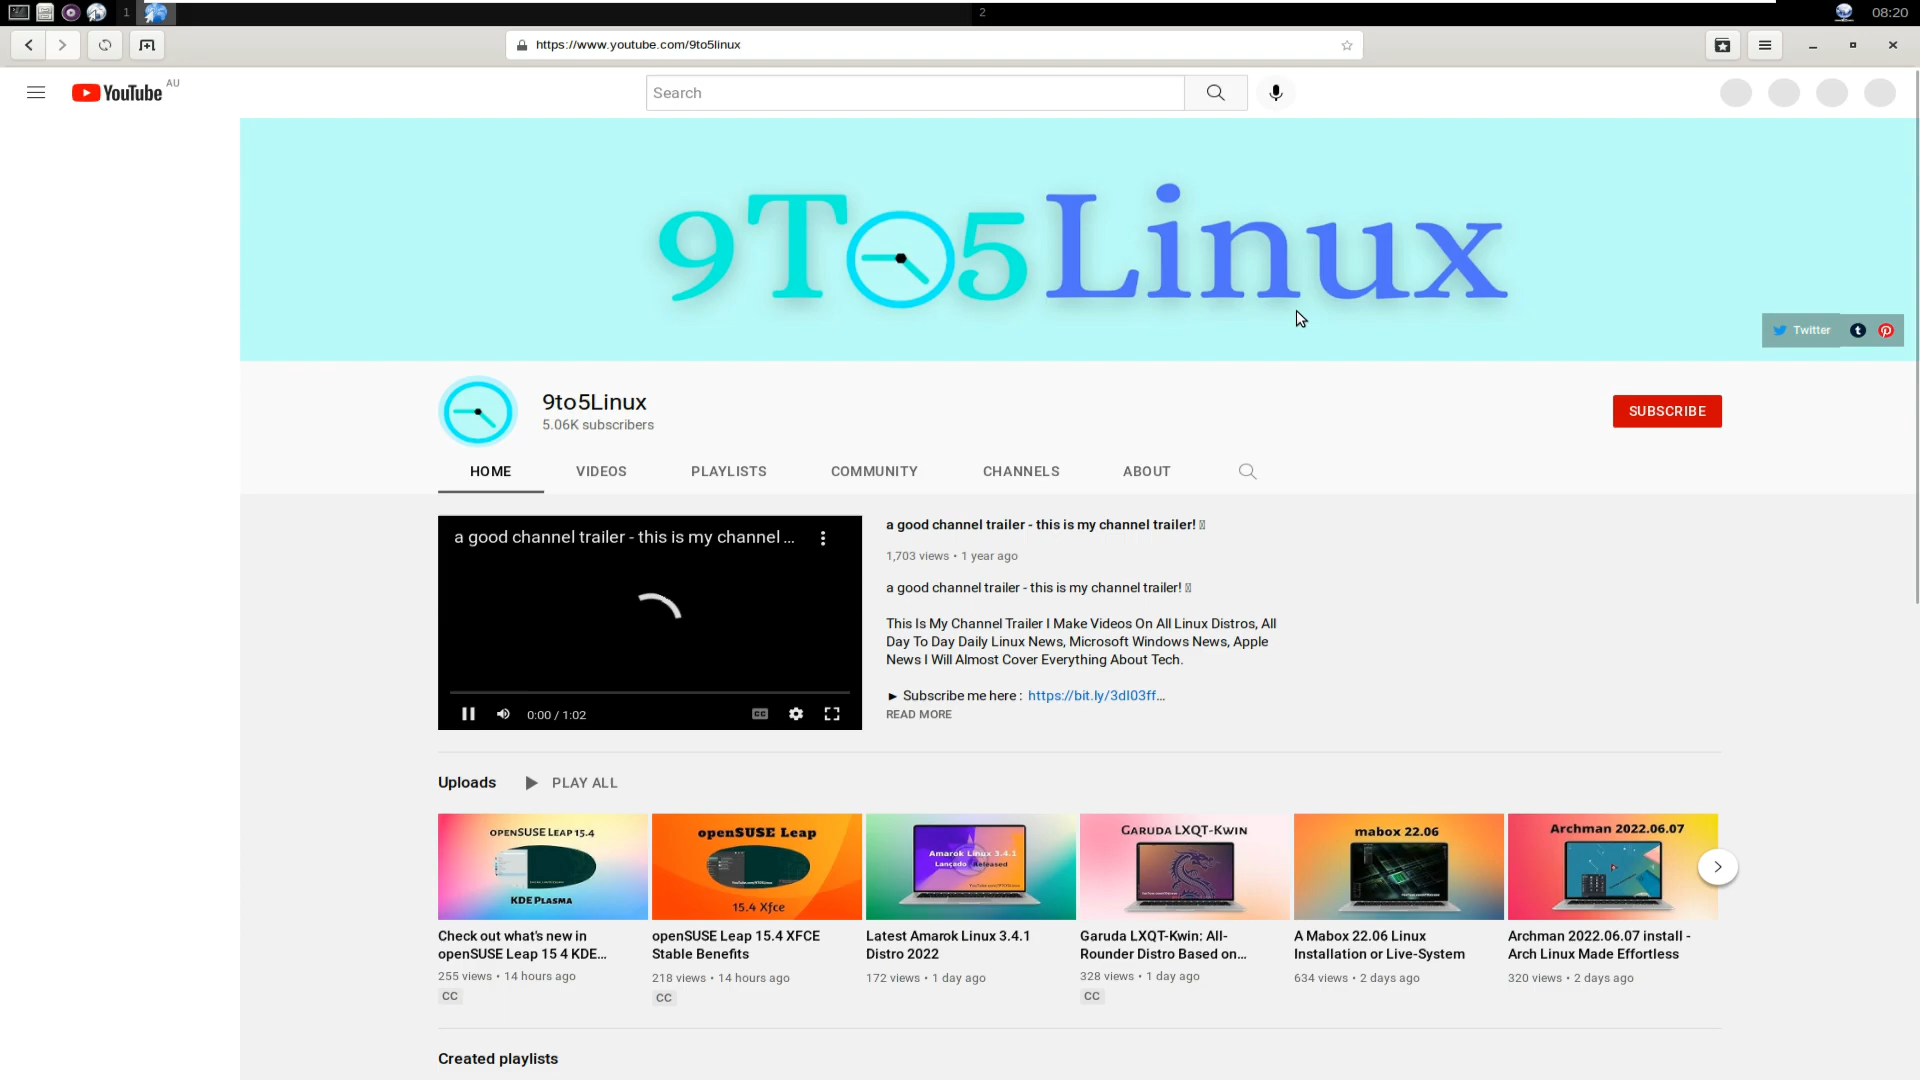 1
2
08:20
https://www.youtube.com/9to5linux
YouTube AU
Search
9To5Linux
Twitter
9to5Linux
5.06K subscribers
SUBSCRIBE
HOME VIDEOS PLAYLISTS COMMUNITY CHANNELS ABOUT
a good channel trailer - this is my channel ...
0:00 / 1:02
CC
a good channel trailer - this is my channel trailer!
1,703 views • 1 year ago
a good channel trailer - this is my channel trailer!
This Is My Channel Trailer I Make Videos On All Linux Distros, All
Day To Day Daily Linux News, Microsoft Windows News, Apple
News I Will Almost Cover Everything About Tech.
► Subscribe me here : https://bit.ly/3dI03ff...
READ MORE
Uploads PLAY ALL
openSUSE Leap 15.4
KDE Plasma
openSUSE Leap
15.4 Xfce
Amarok Linux 3.4.1
Lançado Released
Garuda LXQT-Kwin
mabox 22.06
Archman 2022.06.07
Check out what's new in
openSUSE Leap 15 4 KDE...
255 views • 14 hours ago
CC
openSUSE Leap 15.4 XFCE
Stable Benefits
218 views • 14 hours ago
CC
Latest Amarok Linux 3.4.1
Distro 2022
172 views • 1 day ago
Garuda LXQT-Kwin: All-
Rounder Distro Based on...
328 views • 1 day ago
CC
A Mabox 22.06 Linux
Installation or Live-System
634 views • 2 days ago
Archman 2022.06.07 install -
Arch Linux Made Effortless
320 views • 2 days ago
Created playlists